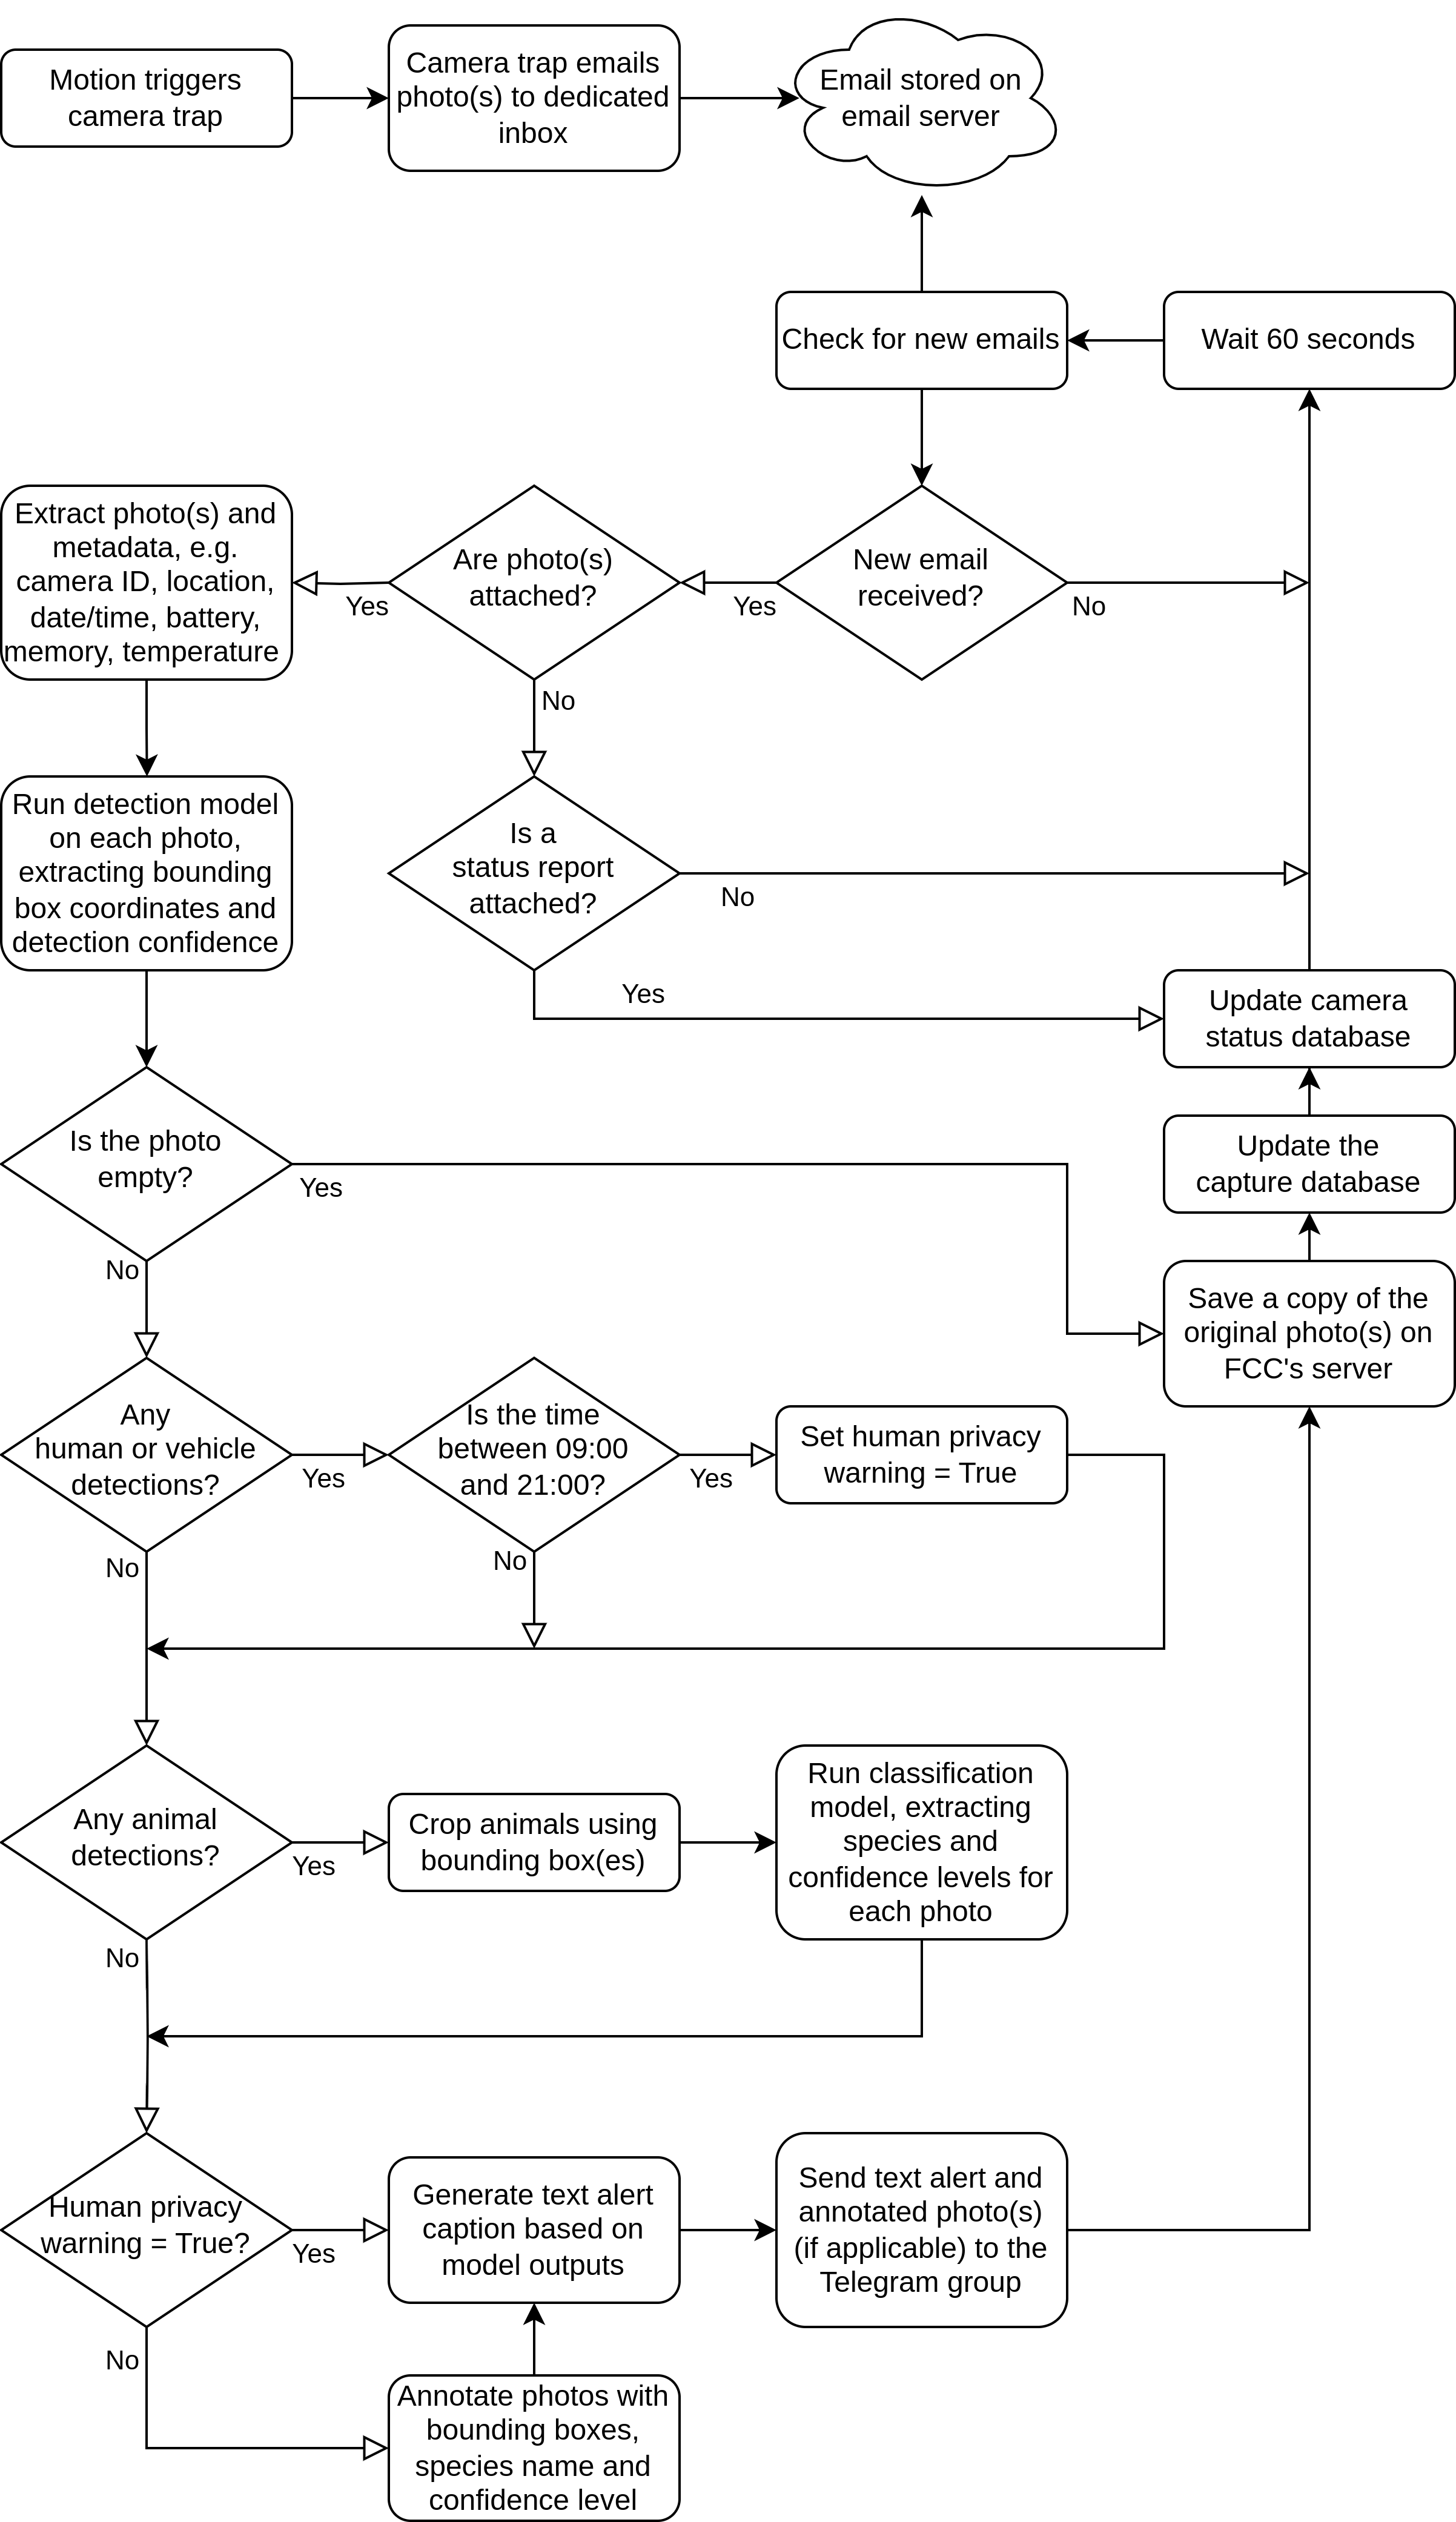 Motion triggers
camera trap
Camera trap emails
photo(s) to dedicated
inbox
Email stored on
email server
Check for new emails
Wait 60 seconds
Extract photo(s) and
metadata, e.g.
camera ID, location,
date/time, battery,
memory, temperature
Yes
Are photo(s)
attached?
Yes
New email
received?
No
No
Run detection model
on each photo,
extracting bounding
box coordinates and
detection confidence
Is a
status report
attached?
No
Yes
Update camera
status database
Is the photo
empty?
Yes
Update the
capture database
No
Save a copy of the
original photo(s) on
FCC's server
Any
human or vehicle
detections?
Yes
Is the time
between 09:00
and 21:00?
Yes
Set human privacy
warning = True
No
No
Any animal
detections?
Yes
Crop animals using
bounding box(es)
Run classification
model, extracting
species and
confidence levels for
each photo
No
Human privacy
warning = True?
Yes
Generate text alert
caption based on
model outputs
Send text alert and
annotated photo(s)
(if applicable) to the
Telegram group
No
Annotate photos with
bounding boxes,
species name and
confidence level